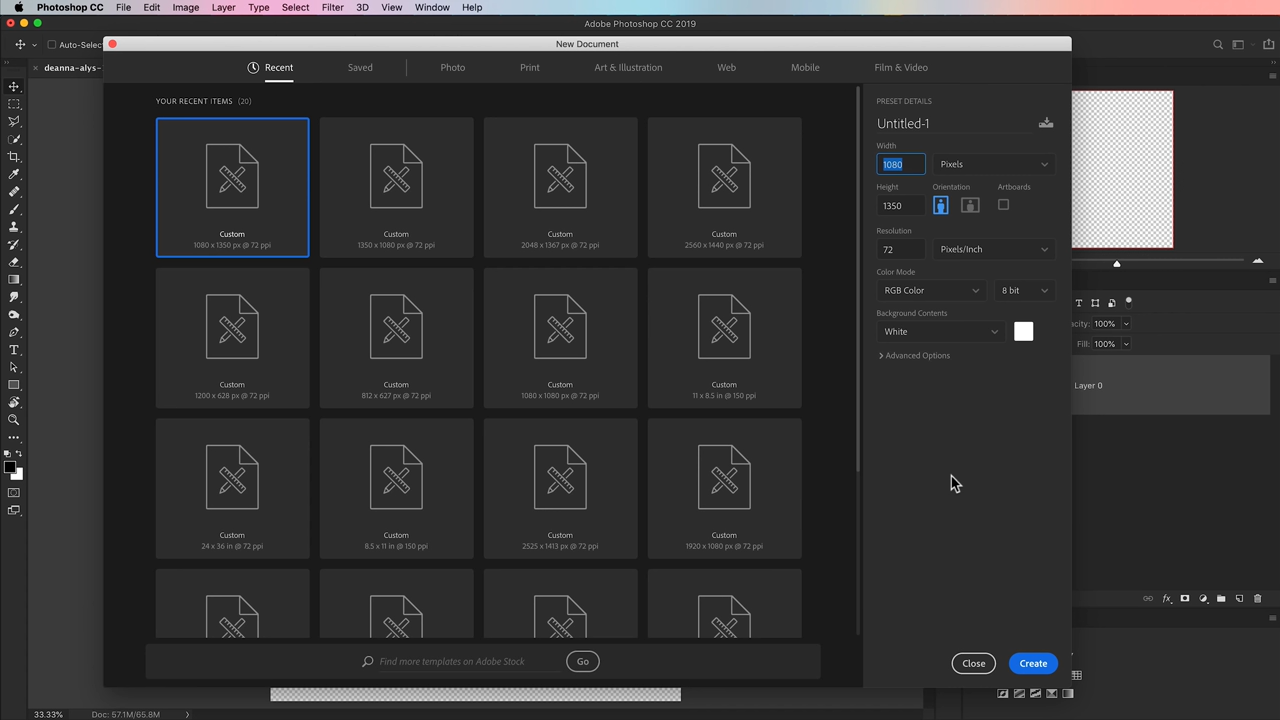 Photoshop CC File Edit Image Layer Type Select Filter 3D View Window Help
Adobe Photoshop CC 2019
Auto-Selec
New Document
deanna-alys-
Recent Saved Photo Print Art & Illustration Web Mobile Film & Video
YOUR RECENT ITEMS (20)
Custom
1080 x 1350 px @ 72 ppi
Custom
1350 x 1080 px @ 72 ppi
Custom
2048 x 1367 px @ 72 ppi
Custom
2560 x 1440 px @ 72 ppi
Custom
1200 x 628 px @ 72 ppi
Custom
812 x 627 px @ 72 ppi
Custom
1080 x 1080 px @ 72 ppi
Custom
11 x 8.5 in @ 150 ppi
Custom
24 x 36 in @ 72 ppi
Custom
8.5 x 11 in @ 150 ppi
Custom
2525 x 1413 px @ 72 ppi
Custom
1920 x 1080 px @ 72 ppi
Find more templates on Adobe Stock
Go
PRESET DETAILS
Untitled-1
Width
1080 Pixels
Height Orientation Artboards
1350
Resolution
72 Pixels/Inch
Color Mode
RGB Color 8 bit
Background Contents
White
Advanced Options
Close Create
acity: 100%
Fill: 100%
Layer 0
33.33% Doc: 57.1M/65.8M